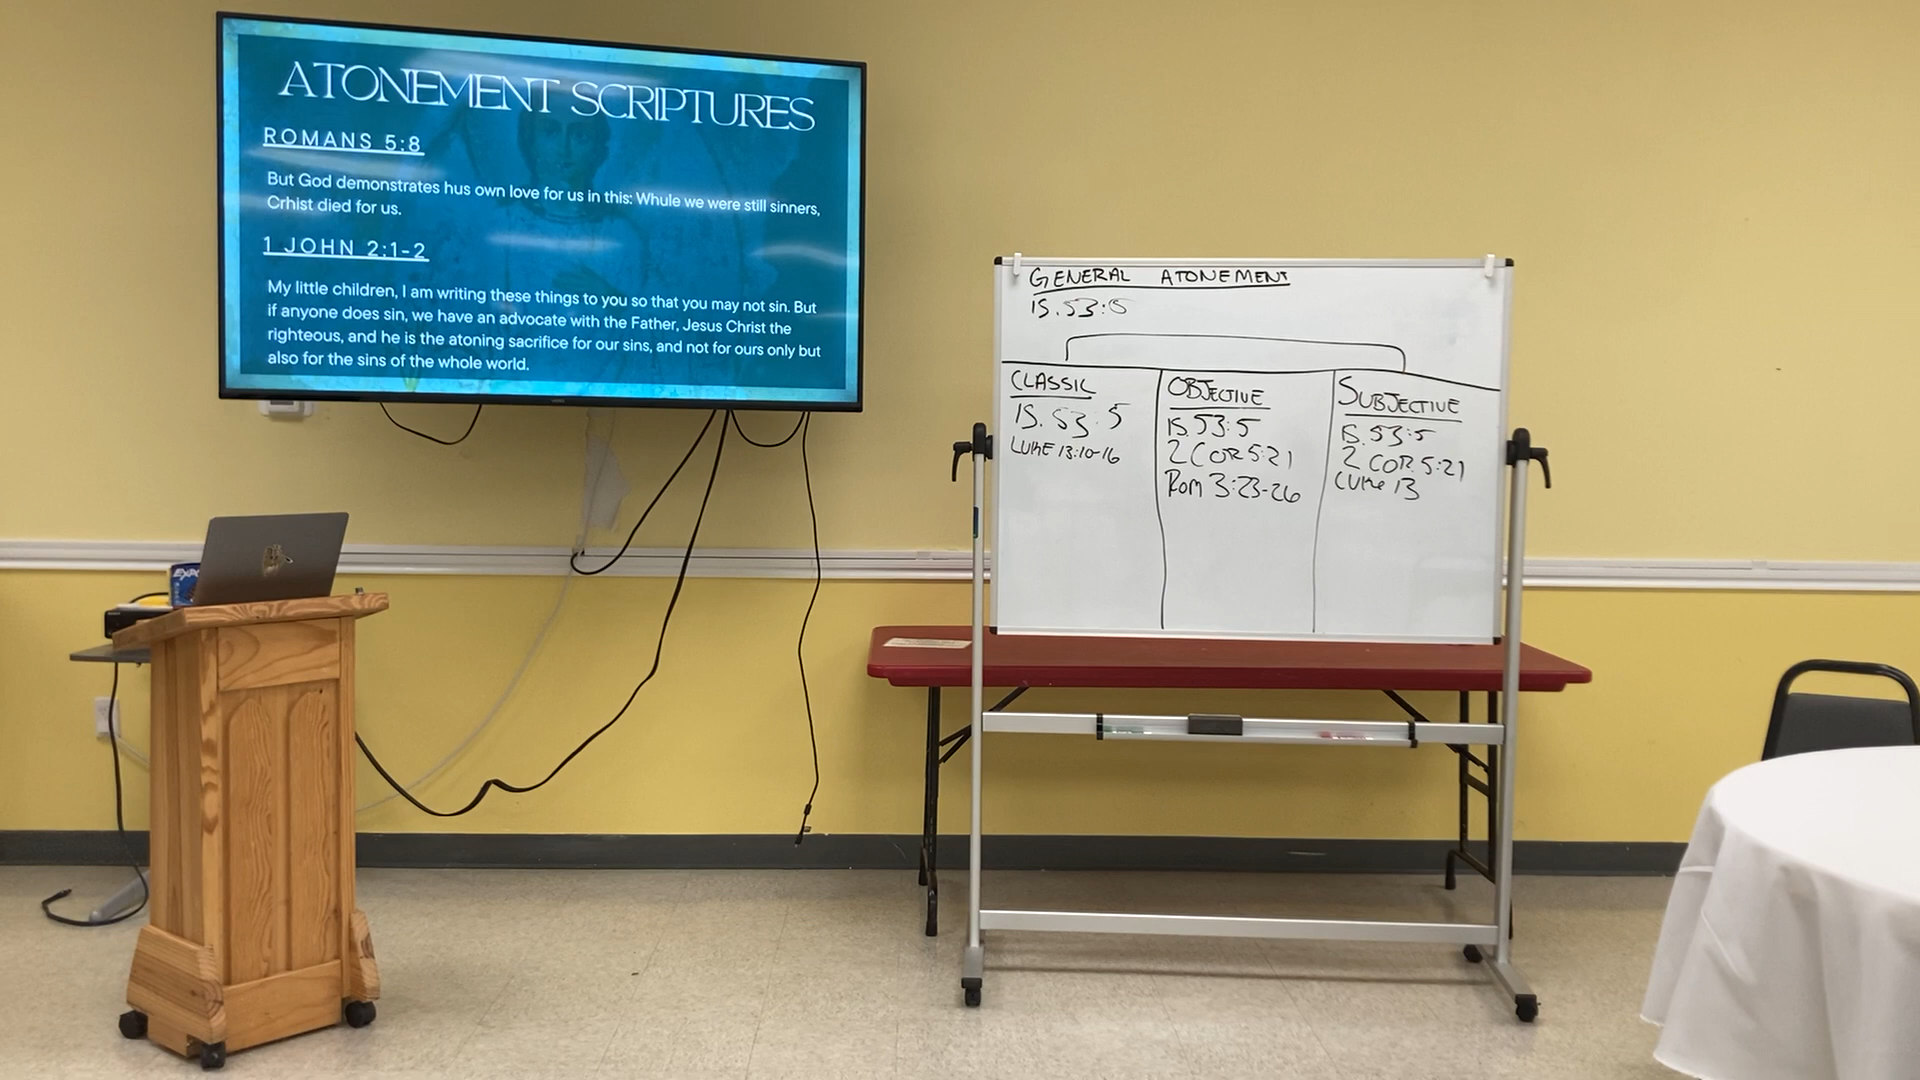 ATONEMENT SCRIPTURES
ROMANS 5:8
But God demonstrates hus own love for us in this: Whule we were still sinners,
Crhist died for us.
1 JOHN 2:1-2
My little children, I am writing these things to you so that you may not sin. But
if anyone does sin, we have an advocate with the Father, Jesus Christ the
righteous, and he is the atoning sacrifice for our sins, and not for ours only but
also for the sins of the whole world.
GENERAL ATONEMENT
IS. 53:5
CLASSIC
IS. 53:5
LUKE 13:10-16
OBJECTIVE
IS. 53:5
2 COR 5:21
Rom 3:23-26
SUBJECTIVE
IS. 53:5
2 COR. 5:21
LUKE 13
EXPO